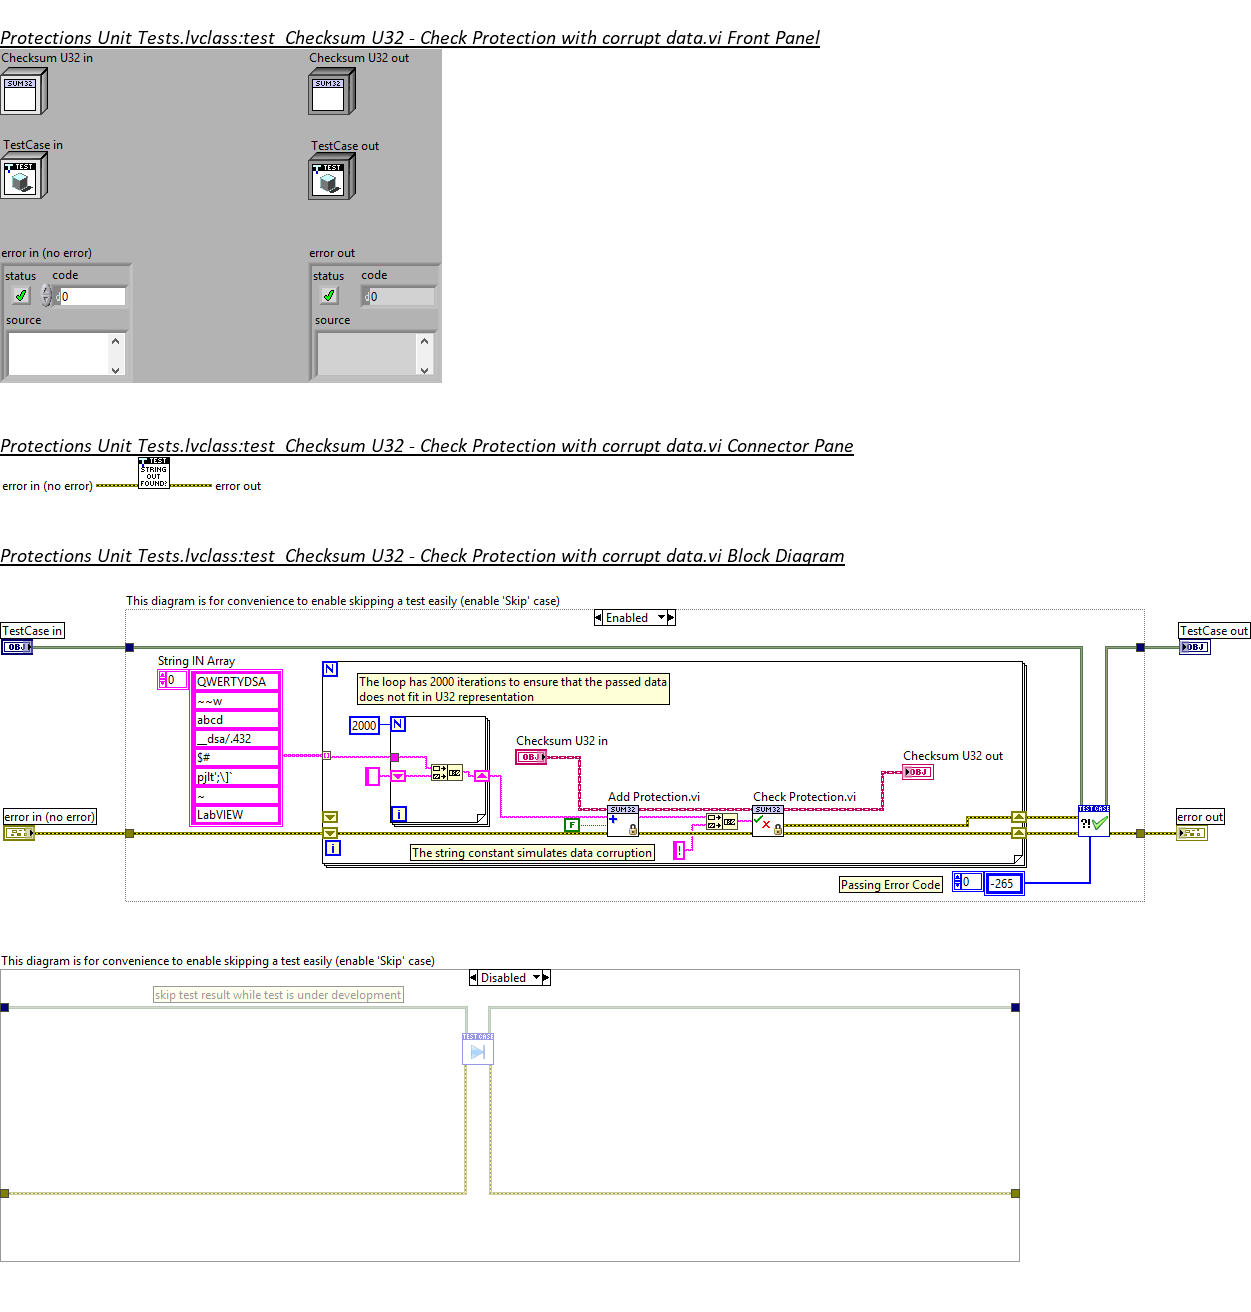 Protections Unit Tests.lvclass:test  Checksum U32 - Check Protection with corrupt data.vi Front Panel
Checksum U32 in
Checksum U32 out
SUM32
SUM32
TestCase in
TestCase out
TEST
TEST
error in (no error)
error out
status
code
status
code
d
0
d
0
source
source
Protections Unit Tests.lvclass:test  Checksum U32 - Check Protection with corrupt data.vi Connector Pane
TEST
STRING
OUT
FOUND?
error in (no error)
error out
Protections Unit Tests.lvclass:test  Checksum U32 - Check Protection with corrupt data.vi Block Diagram
This diagram is for convenience to enable skipping a test easily (enable 'Skip' case)
Enabled
TestCase in
OBJ
TestCase out
OBJ
String IN Array
0
QWERTYDSA
~~w
abcd
__dsa/.432
$#
pjlt';\]`
~
LabVIEW
N
The loop has 2000 iterations to ensure that the passed data
does not fit in U32 representation
2000
N
i
Checksum U32 in
OBJ
Checksum U32 out
OBJ
Add Protection.vi
SUM32
Check Protection.vi
SUM32
F
!
error in (no error)
error out
TEST CASE
?!
i
The string constant simulates data corruption
Passing Error Code
0
-265
This diagram is for convenience to enable skipping a test easily (enable 'Skip' case)
Disabled
skip test result while test is under development
TEST CASE